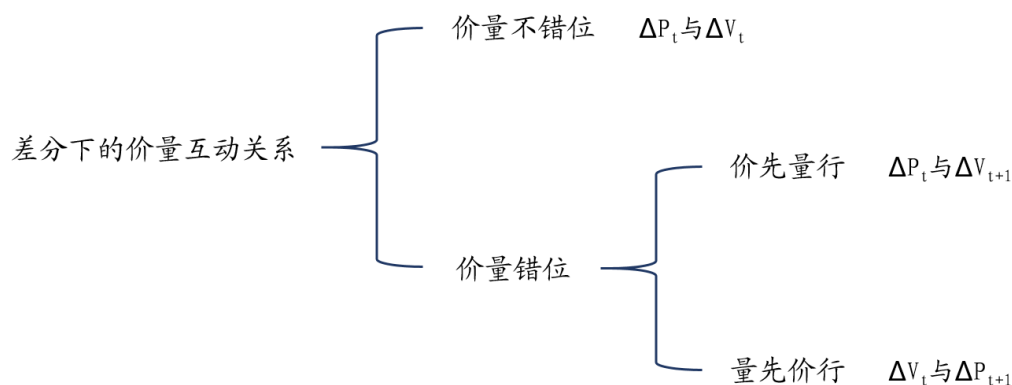 价量不错位 ΔPt与ΔVt
差分下的价量互动关系
价先量行 ΔPt与ΔVt+1
价量错位
量先价行 ΔVt与ΔPt+1